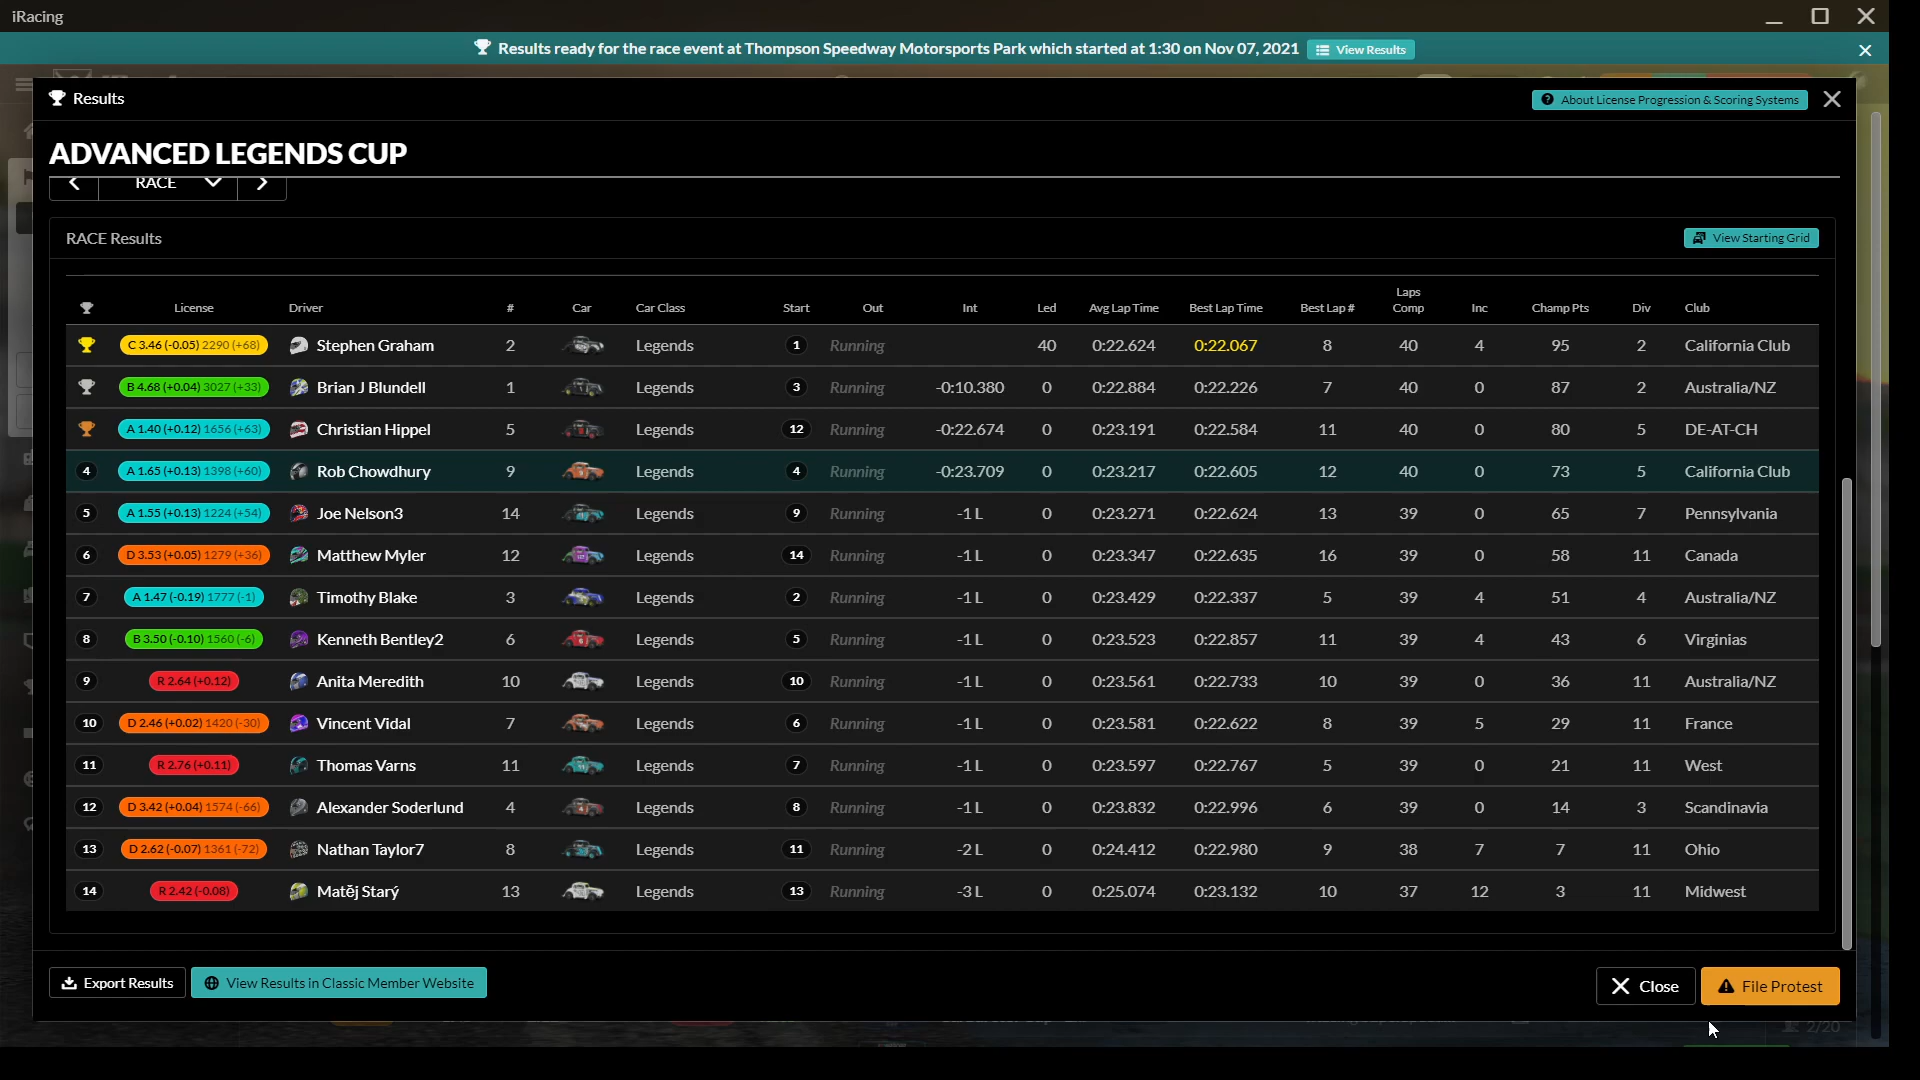 iRacing
Results ready for the race event at Thompson Speedway Motorsports Park which started at 1:30 on Nov 07, 2021 View Results
Results About License Progression & Scoring Systems
ADVANCED LEGENDS CUP
RACE
RACE Results View Starting Grid
License Driver # Car Car Class Start Out Int Led Avg Lap Time Best Lap Time Best Lap # Laps Comp Inc Champ Pts Div Club
C 3.46 (-0.05) 2290 (+68) Stephen Graham 2 Legends 1 Running 40 0:22.624 0:22.067 8 40 4 95 2 California Club
B 4.68 (+0.04) 3027 (+33) Brian J Blundell 1 Legends 3 Running -0:10.380 0 0:22.884 0:22.226 7 40 0 87 2 Australia/NZ
A 1.40 (+0.12) 1656 (+63) Christian Hippel 5 Legends 12 Running -0:22.674 0 0:23.191 0:22.584 11 40 0 80 5 DE-AT-CH
4 A 1.65 (+0.13) 1398 (+60) Rob Chowdhury 9 Legends 4 Running -0:23.709 0 0:23.217 0:22.605 12 40 0 73 5 California Club
5 A 1.55 (+0.13) 1224 (+54) Joe Nelson3 14 Legends 9 Running -1 L 0 0:23.271 0:22.624 13 39 0 65 7 Pennsylvania
6 D 3.53 (+0.05) 1279 (+36) Matthew Myler 12 Legends 14 Running -1 L 0 0:23.347 0:22.635 16 39 0 58 11 Canada
7 A 1.47 (-0.19) 1777 (-1) Timothy Blake 3 Legends 2 Running -1 L 0 0:23.429 0:22.337 5 39 4 51 4 Australia/NZ
8 B 3.50 (-0.10) 1560 (-6) Kenneth Bentley2 6 Legends 5 Running -1 L 0 0:23.523 0:22.857 11 39 4 43 6 Virginias
9 R 2.64 (+0.12) Anita Meredith 10 Legends 10 Running -1 L 0 0:23.561 0:22.733 10 39 0 36 11 Australia/NZ
10 D 2.46 (+0.02) 1420 (-30) Vincent Vidal 7 Legends 6 Running -1 L 0 0:23.581 0:22.622 8 39 5 29 11 France
11 R 2.76 (+0.11) Thomas Varns 11 Legends 7 Running -1 L 0 0:23.597 0:22.767 5 39 0 21 11 West
12 D 3.42 (+0.04) 1574 (-66) Alexander Soderlund 4 Legends 8 Running -1 L 0 0:23.832 0:22.996 6 39 0 14 3 Scandinavia
13 D 2.62 (-0.07) 1361 (-72) Nathan Taylor7 8 Legends 11 Running -2 L 0 0:24.412 0:22.980 9 38 7 7 11 Ohio
14 R 2.42 (-0.08) Matěj Starý 13 Legends 13 Running -3 L 0 0:25.074 0:23.132 10 37 12 3 11 Midwest
Export Results View Results in Classic Member Website Close File Protest
2/20